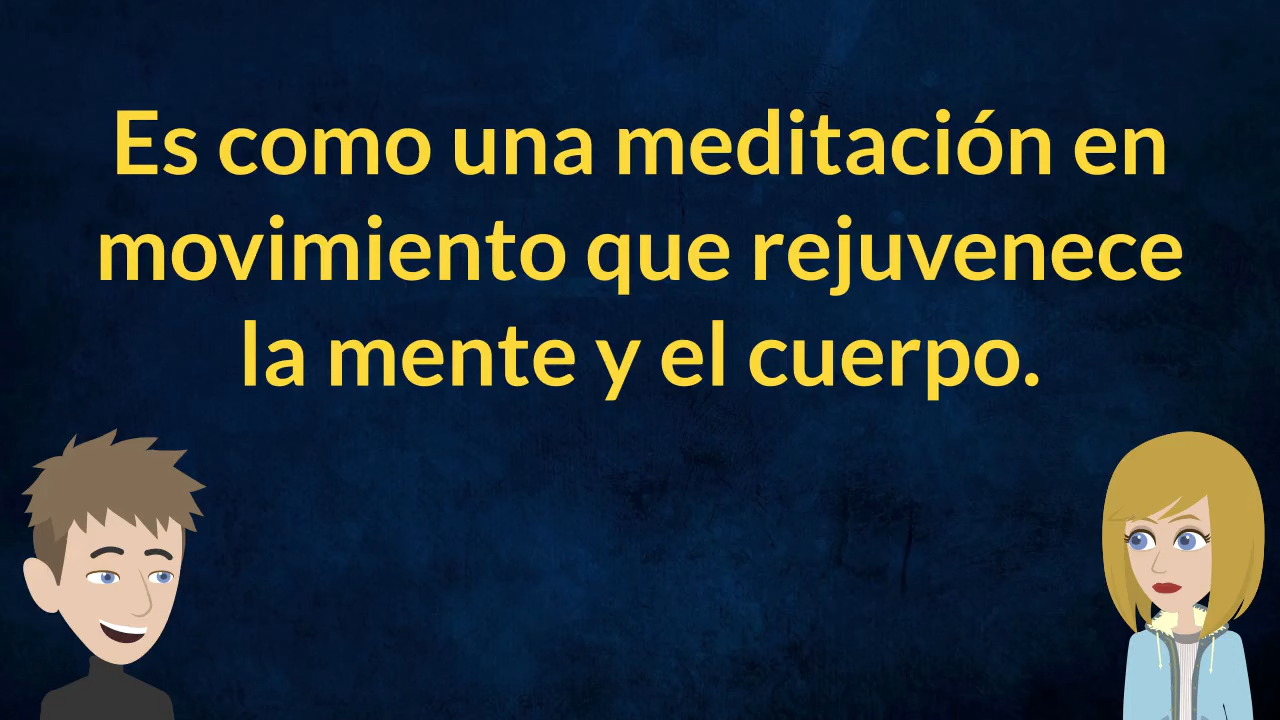 Es como una meditación en
movimiento que rejuvenece
la mente y el cuerpo.